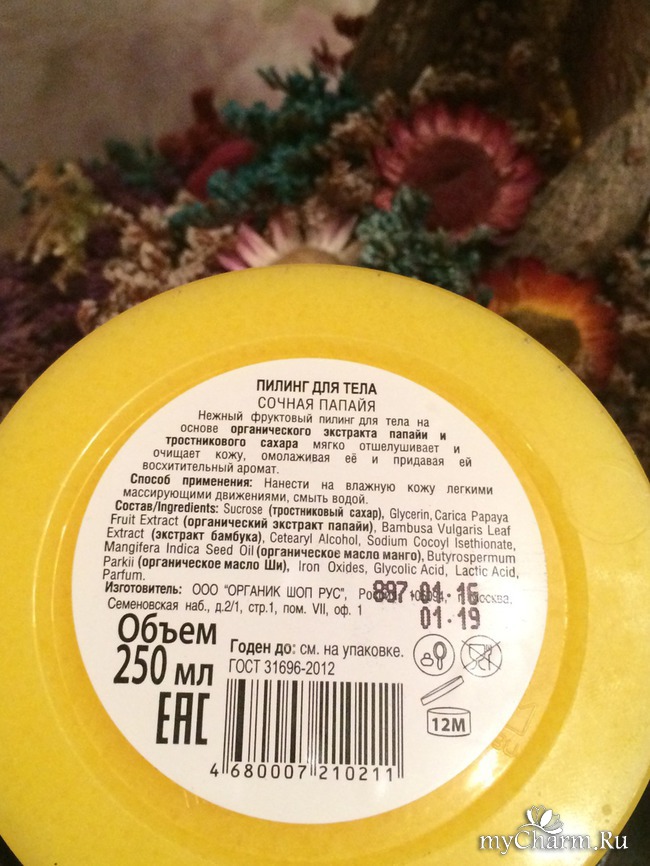 ПИЛИНГ ДЛЯ ТЕЛА
СОЧНАЯ ПАПАЙЯ
Нежный фруктовый пилинг для тела на
основе органического экстракта папайи и
тростникового сахара мягко отшелушивает и
очищает кожу, омолаживая её и придавая ей
восхитительный аромат.
Способ применения: Нанести на влажную кожу легкими
массирующими движениями, смыть водой.
Состав/Ingredients: Sucrose (тростниковый сахар), Glycerin, Carica Papaya
Fruit Extract (органический экстракт папайи), Bambusa Vulgaris Leaf
Extract (экстракт бамбука), Cetearyl Alcohol, Sodium Cocoyl Isethionate,
Mangifera Indica Seed Oil (органическое масло манго), Butyrospermum
Parkii (органическое масло Ши), Iron Oxides, Glycolic Acid, Lactic Acid,
Parfum.
Изготовитель: ООО "ОРГАНИК ШОП РУС", г. Москва,
897 01·16
Семеновская наб., д.2/1, стр.1, пом. VII, оф. 1
01·19
Объем
250 мл
Годен до: см. на упаковке.
ГОСТ 31696-2012
EAC
12M
4 680007 210211
myCharm.Ru